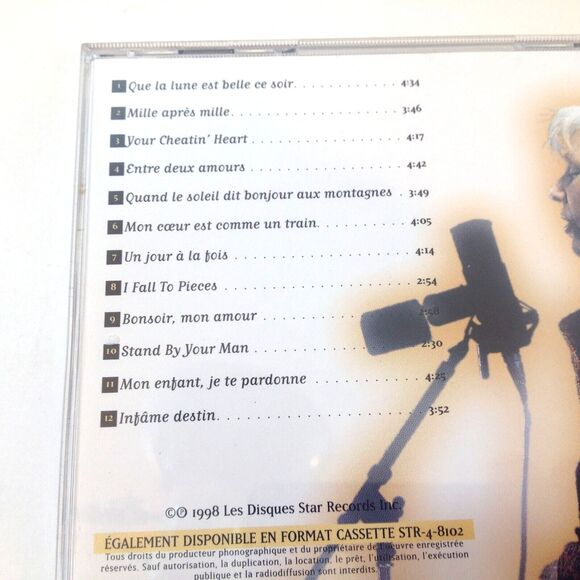 1 Que la lune est belle ce soir. . . . . . . . . . . . 4:34
2 Mille après mille. . . . . . . . . . . . . . . . . . 3:46
3 Your Cheatin' Heart . . . . . . . . . . . . . . . . 4:17
4 Entre deux amours . . . . . . . . . . . . . . . . . 4:42
5 Quand le soleil dit bonjour aux montagnes . 3:49
6 Mon cœur est comme un train. . . . . . . . . . 4:05
7 Un jour à la fois . . . . . . . . . . . . . . . . . . 4:14
8 I Fall To Pieces . . . . . . . . . . . . . . . . . . . 2:54
9 Bonsoir, mon amour . . . . . . . . . . . . . . . 2:58
10 Stand By Your Man . . . . . . . . . . . . . . . . 2:30
11 Mon enfant, je te pardonne . . . . . . . . . . 4:25
12 Infâme destin. . . . . . . . . . . . . . . . . . . . 3:52
©℗ 1998 Les Disques Star Records Inc.
ÉGALEMENT DISPONIBLE EN FORMAT CASSETTE STR-4-8102
Tous droits du producteur phonographique et du propriétaire de l'œuvre enregistrée
réservés. Sauf autorisation, la duplication, la location, le prêt, l'utilisation, l'exécution
publique et la radiodiffusion sont interdits.